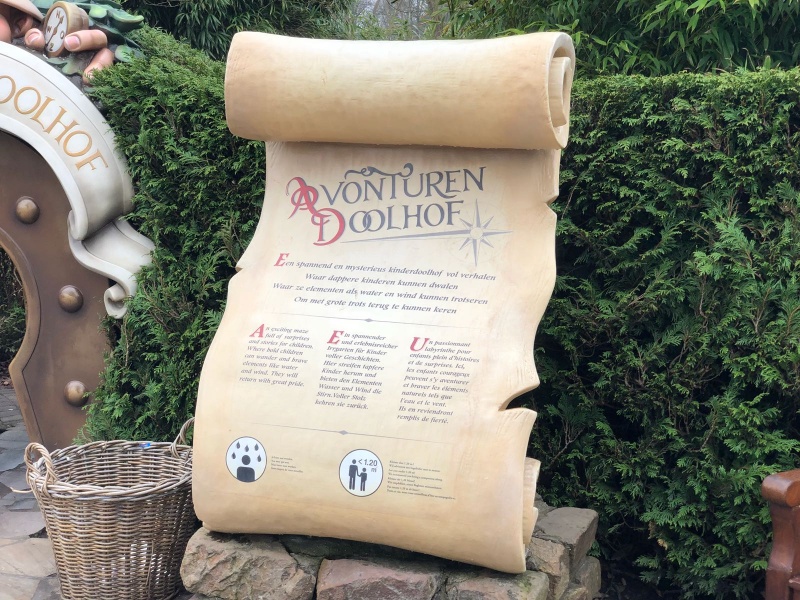 DOOLHOF
AVONTUREN
DOOLHOF
Een spannend en mysterieus kinderdoolhof vol verhalen
Waar dappere kinderen kunnen dwalen
Waar ze elementen als water en wind kunnen trotseren
Om met grote trots terug te kunnen keren
An exciting maze
full of surprises
and stories for children.
Where bold children
can wander and brave
elements like water
and wind. They will
return with great pride.
Ein spannender
und erlebnisreicher
Irrgarten für Kinder
voller Geschichten.
Hier streifen tapfere
Kinder herum und
bieten den Elementen
Wasser und Wind die
Stirn. Voller Stolz
kehren sie zurück.
Un passionnant
labyrinthe pour
enfants plein d'histoires
et de surprises. Ici,
les enfants courageux
peuvent s'y aventurer
et braver les éléments
naturels tels que
l'eau et le vent.
Ils en reviendront
remplis de fierté.
< 1.20
m